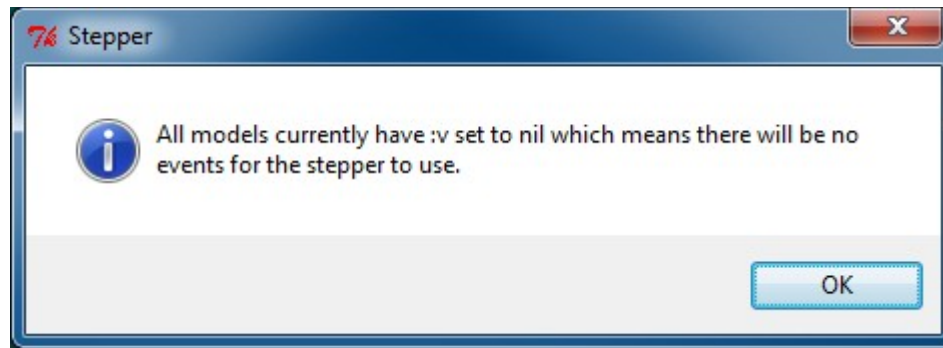 Stepper
All models currently have :v set to nil which means there will be no
events for the stepper to use.
OK